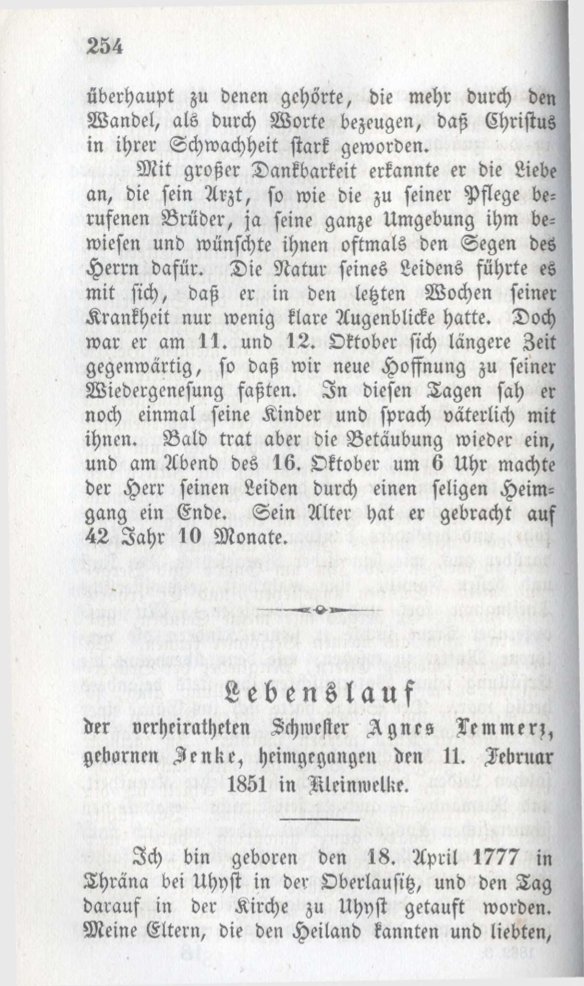 254
überhaupt zu denen gehörte, die mehr durch den
Wandel, als durch Worte bezeugen, daß Christus
in ihrer Schwachheit stark geworden.
Mit großer Dankbarkeit erkannte er die Liebe
an, die sein Arzt, so wie die zu seiner Pflege be-
rufenen Brüder, ja seine ganze Umgebung ihm be-
wiesen und wünschte ihnen oftmals den Segen des
Herrn dafür. Die Natur seines Leidens führte es
mit sich, daß er in den letzten Wochen seiner
Krankheit nur wenig klare Augenblicke hatte. Doch
war er am 11. und 12. Oktober sich längere Zeit
gegenwärtig, so daß wir neue Hoffnung zu seiner
Wiedergenesung faßten. In diesen Tagen sah er
noch einmal seine Kinder und sprach väterlich mit
ihnen. Bald trat aber die Betäubung wieder ein,
und am Abend des 16. Oktober um 6 Uhr machte
der Herr seinen Leiden durch einen seligen Heim-
gang ein Ende. Sein Alter hat er gebracht auf
42 Jahr 10 Monate.
Lebenslauf
der verheiratheten Schwester Agnes Temmerz,
gebornen Jenke, heimgegangen den 11. Februar
1851 in Kleinwelke.
Ich bin geboren den 18. April 1777 in
Thräna bei Uhyst in der Oberlausitz, und den Tag
darauf in der Kirche zu Uhyst getauft worden.
Meine Eltern, die den Heiland kannten und liebten,